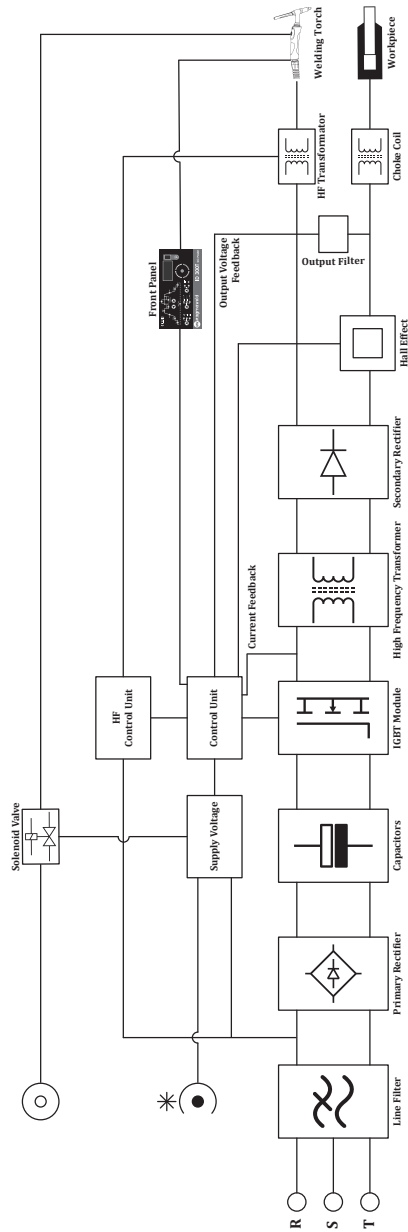 Solenoid Valve
HF
Control Unit
Front Panel
Supply Voltage
Control Unit
Output Voltage
Feedback
Current Feedback
Welding Torch
HF Transformator
Output Filter
R
S
T
Line Filter
Primary Rectifier
Capacitors
IGBT Module
High Frequency Transformer
Secondary Rectifier
Hall Effect
Choke Coil
Workpiece